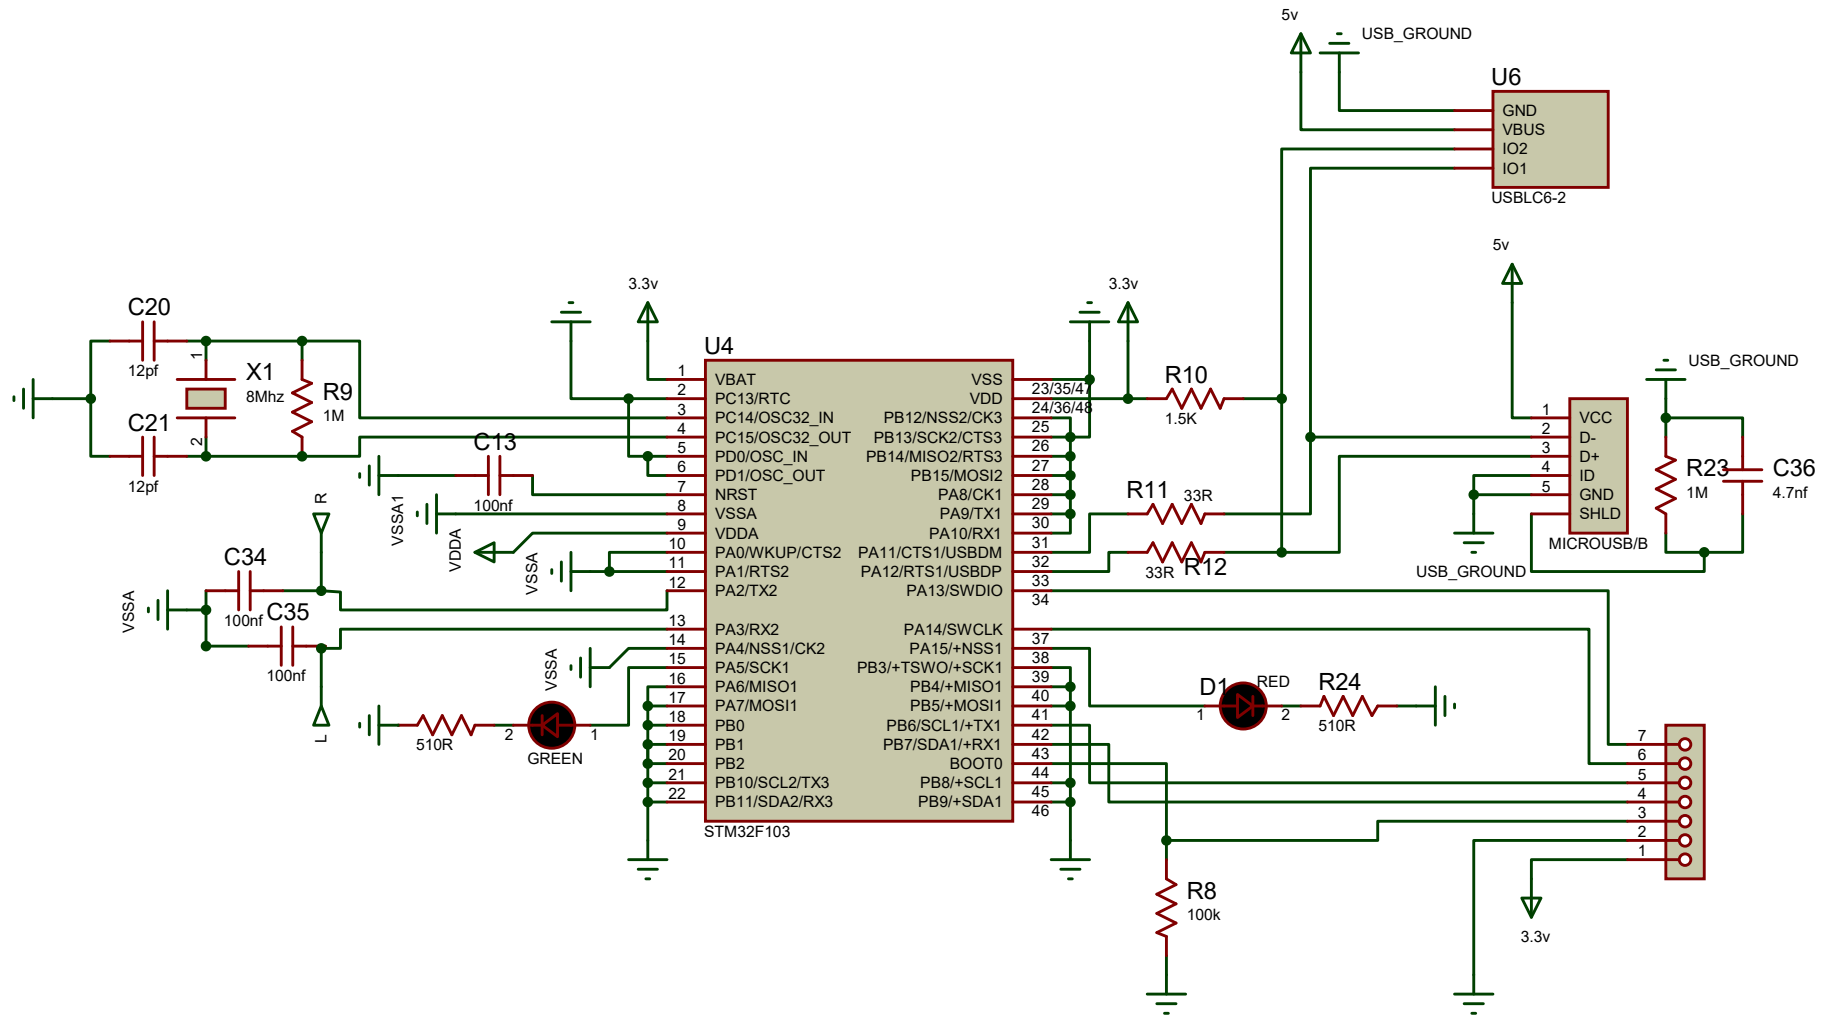 5v
USB_GROUND
U6
GND
VBUS
IO2
IO1
USBLC6-2
5v
3.3v
3.3v
C20
12pf
1
X1
8Mhz
2
R9
1M
C21
12pf
U4
1 VBAT
2 PC13/RTC
3 PC14/OSC32_IN
4 PC15/OSC32_OUT
5 PD0/OSC_IN
6 PD1/OSC_OUT
7 NRST
8 VSSA
9 VDDA
10 PA0/WKUP/CTS2
11 PA1/RTS2
12 PA2/TX2
13 PA3/RX2
14 PA4/NSS1/CK2
15 PA5/SCK1
16 PA6/MISO1
17 PA7/MOSI1
18 PB0
19 PB1
20 PB2
21 PB10/SCL2/TX3
22 PB11/SDA2/RX3
STM32F103
VSS 23/35/47
VDD 24/36/48
PB12/NSS2/CK3 25
PB13/SCK2/CTS3 26
PB14/MISO2/RTS3 27
PB15/MOSI2 28
PA8/CK1 29
PA9/TX1 30
PA10/RX1 31
PA11/CTS1/USBDM 32
PA12/RTS1/USBDP 33
PA13/SWDIO 34
PA14/SWCLK 37
PA15/+NSS1 38
PB3/+TSWO/+SCK1 39
PB4/+MISO1 40
PB5/+MOSI1 41
PB6/SCL1/+TX1 42
PB7/SDA1/+RX1 43
BOOT0 44
PB8/+SCL1 45
PB9/+SDA1 46
C13
100nf
VSSA1
VDDA
VSSA
R
C34
100nf
VSSA
C35
100nf
L
VSSA
510R
2
1
GREEN
R10
1.5K
R11
33R
33R
R12
1 VCC
2 D-
3 D+
4 ID
5 GND
SHLD
MICROUSB/B
USB_GROUND
R23
1M
C36
4.7nf
USB_GROUND
D1
RED
1
2
R24
510R
7
6
5
4
3
2
1
3.3v
R8
100k